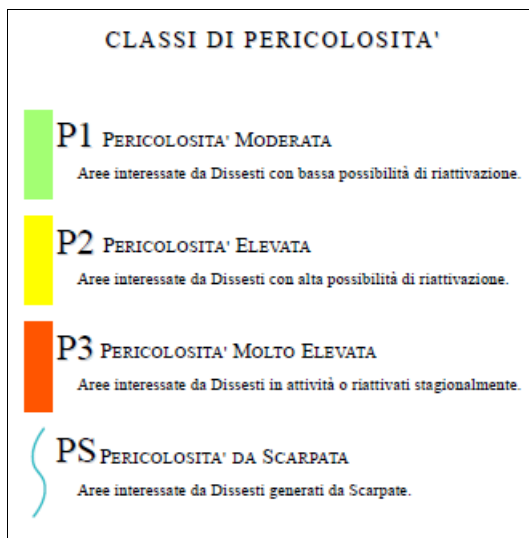 CLASSI DI PERICOLOSITA'
P1 PERICOLOSITA' MODERATA
Aree interessate da Dissesti con bassa possibilità di riattivazione.
P2 PERICOLOSITA' ELEVATA
Aree interessate da Dissesti con alta possibilità di riattivazione.
P3 PERICOLOSITA' MOLTO ELEVATA
Aree interessate da Dissesti in attività o riattivati stagionalmente.
PS PERICOLOSITA' DA SCARPATA
Aree interessate da Dissesti generati da Scarpate.